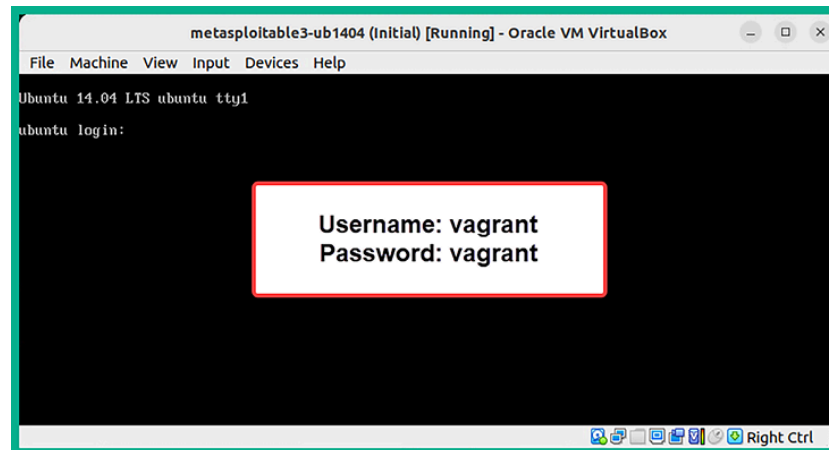 metasploitable3-ub1404 (Initial) [Running] - Oracle VM VirtualBox
File Machine View Input Devices Help
Ubuntu 14.04 LTS ubuntu tty1
ubuntu login:
Username: vagrant
Password: vagrant
Right Ctrl